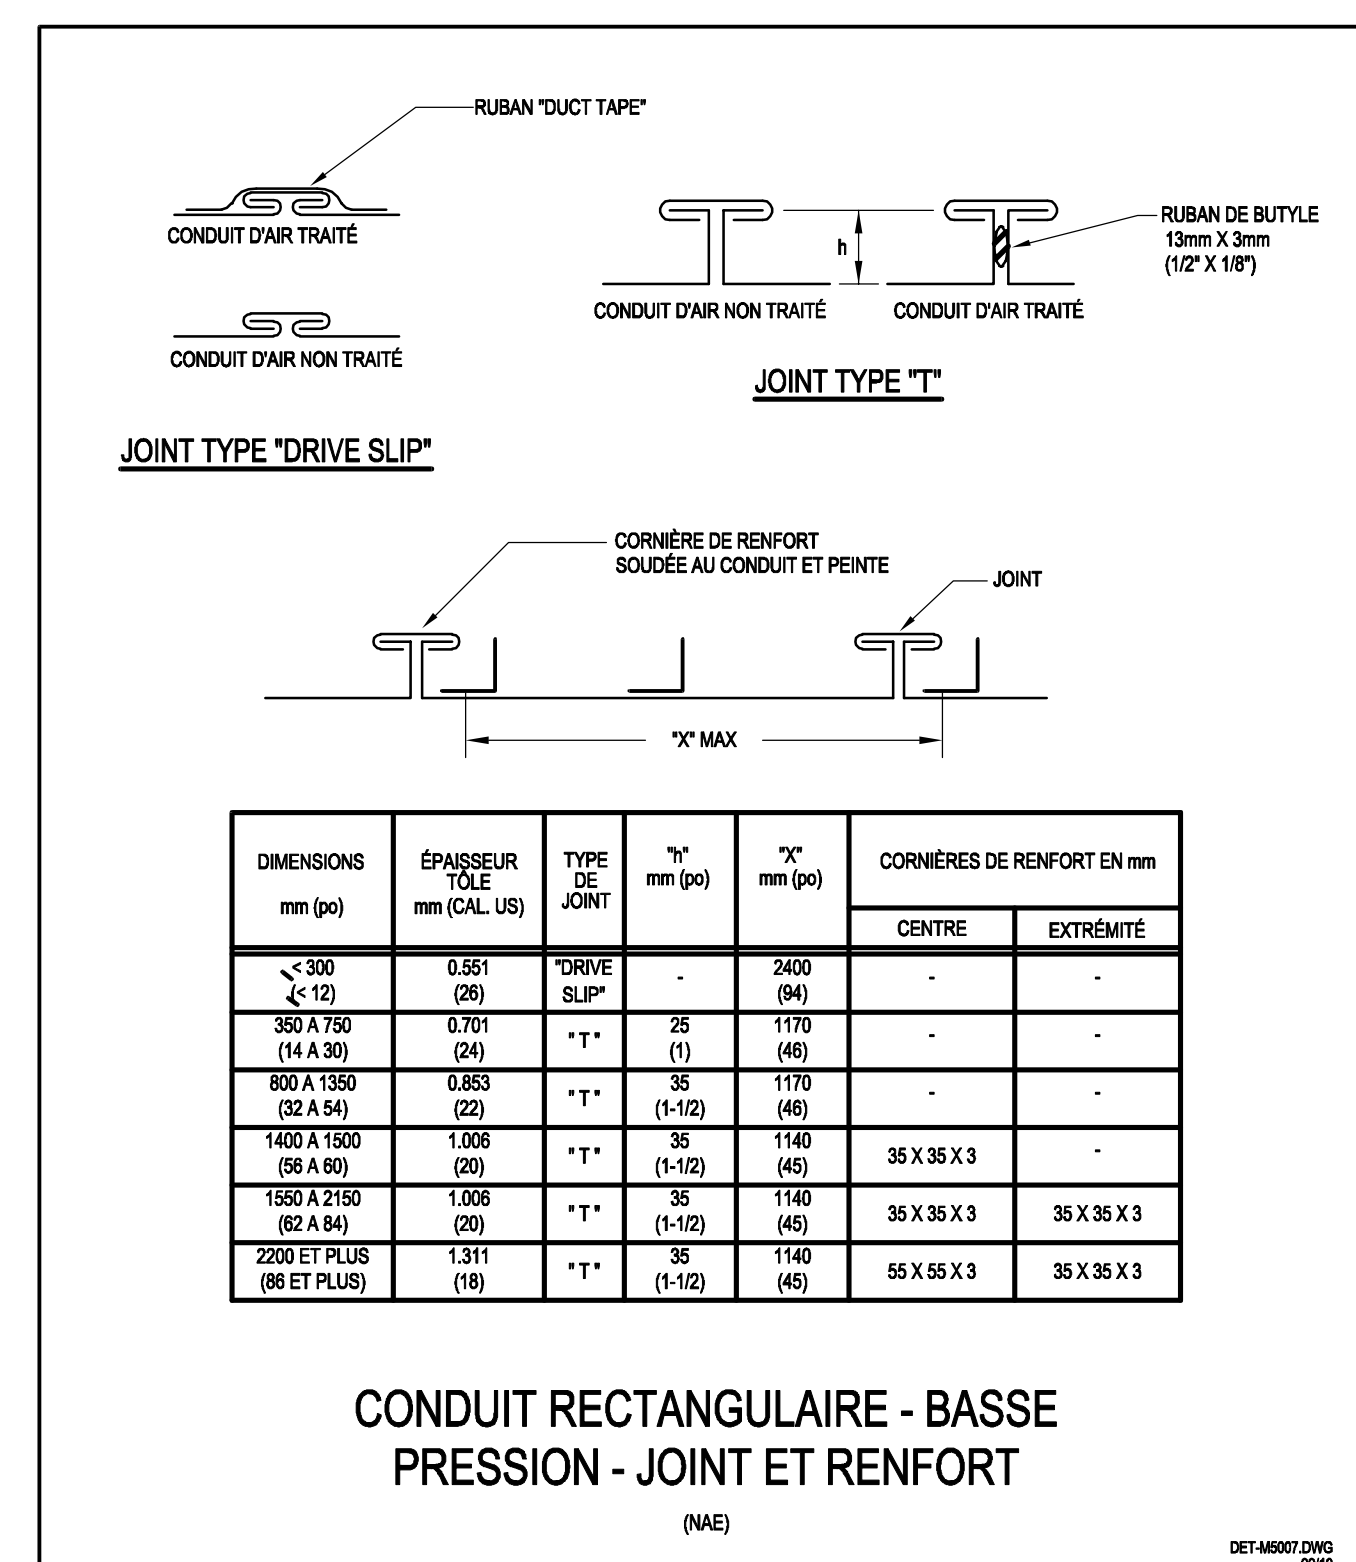 RUBAN "DUCT TAPE"
CONDUIT D'AIR TRAITÉ
CONDUIT D'AIR NON TRAITÉ
JOINT TYPE "DRIVE SLIP"
h
RUBAN DE BUTYLE
13mm X 3mm
(1/2" X 1/8")
CONDUIT D'AIR NON TRAITÉ
CONDUIT D'AIR TRAITÉ
JOINT TYPE "T"
CORNIÈRE DE RENFORT
SOUDÉE AU CONDUIT ET PEINTE
JOINT
"X" MAX
DIMENSIONS
mm (po)
ÉPAISSEUR
TÔLE
mm (CAL. US)
TYPE
DE
JOINT
"h"
mm (po)
"X"
mm (po)
CORNIÈRES DE RENFORT EN mm
CENTRE
EXTRÉMITÉ
< 300
(< 12)
0.551
(26)
"DRIVE
SLIP"
-
2400
(94)
-
-
350 A 750
(14 A 30)
0.701
(24)
" T "
25
(1)
1170
(46)
-
-
800 A 1350
(32 A 54)
0.853
(22)
" T "
35
(1-1/2)
1170
(46)
-
-
1400 A 1500
(56 A 60)
1.006
(20)
" T "
35
(1-1/2)
1140
(45)
35 X 35 X 3
-
1550 A 2150
(62 A 84)
1.006
(20)
" T "
35
(1-1/2)
1140
(45)
35 X 35 X 3
35 X 35 X 3
2200 ET PLUS
(86 ET PLUS)
1.311
(18)
" T "
35
(1-1/2)
1140
(45)
55 X 55 X 3
35 X 35 X 3
CONDUIT RECTANGULAIRE - BASSE
PRESSION - JOINT ET RENFORT
(NAE)
DET-M5007.DWG